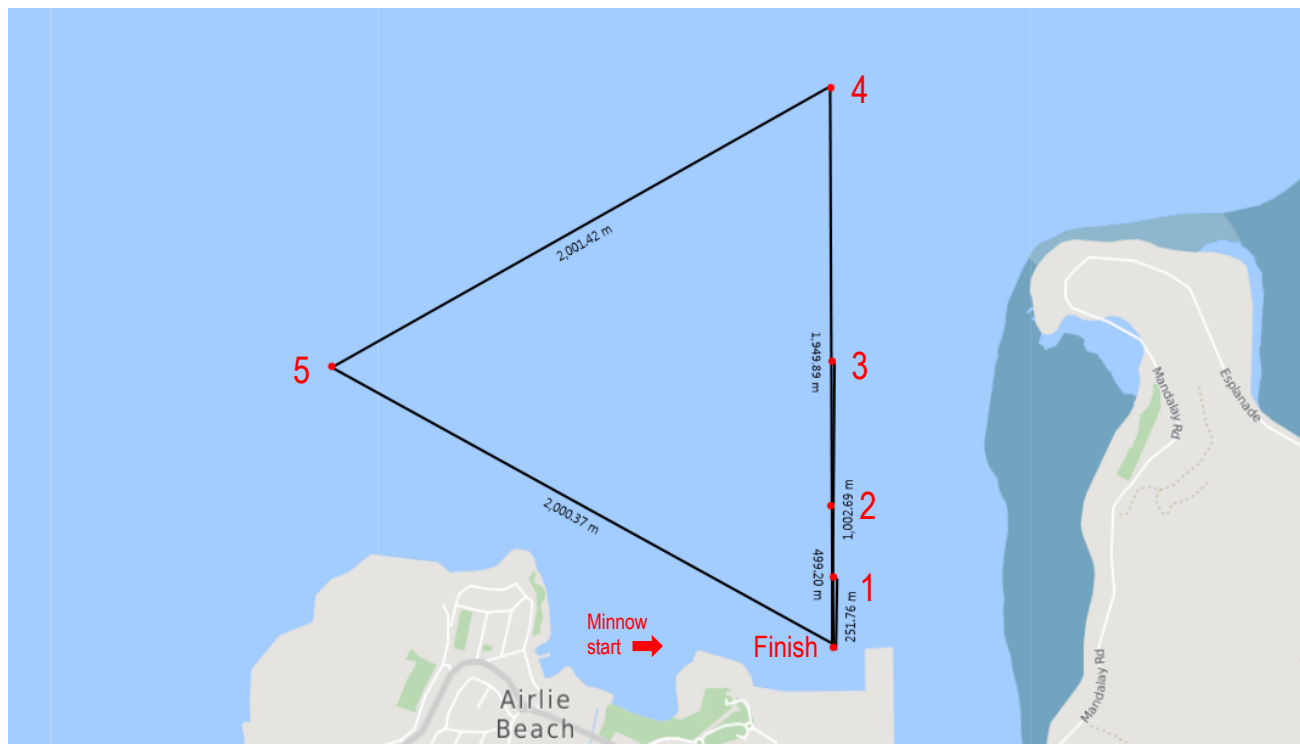 4
2,001.42 m
5
1,949.89 m
3
Mandalay Rd
Esplanade
2
1,002.69 m
2,000.37 m
499.20 m
1
251.76 m
Minnow
start
Finish
Mandalay Rd
Airlie
Beach